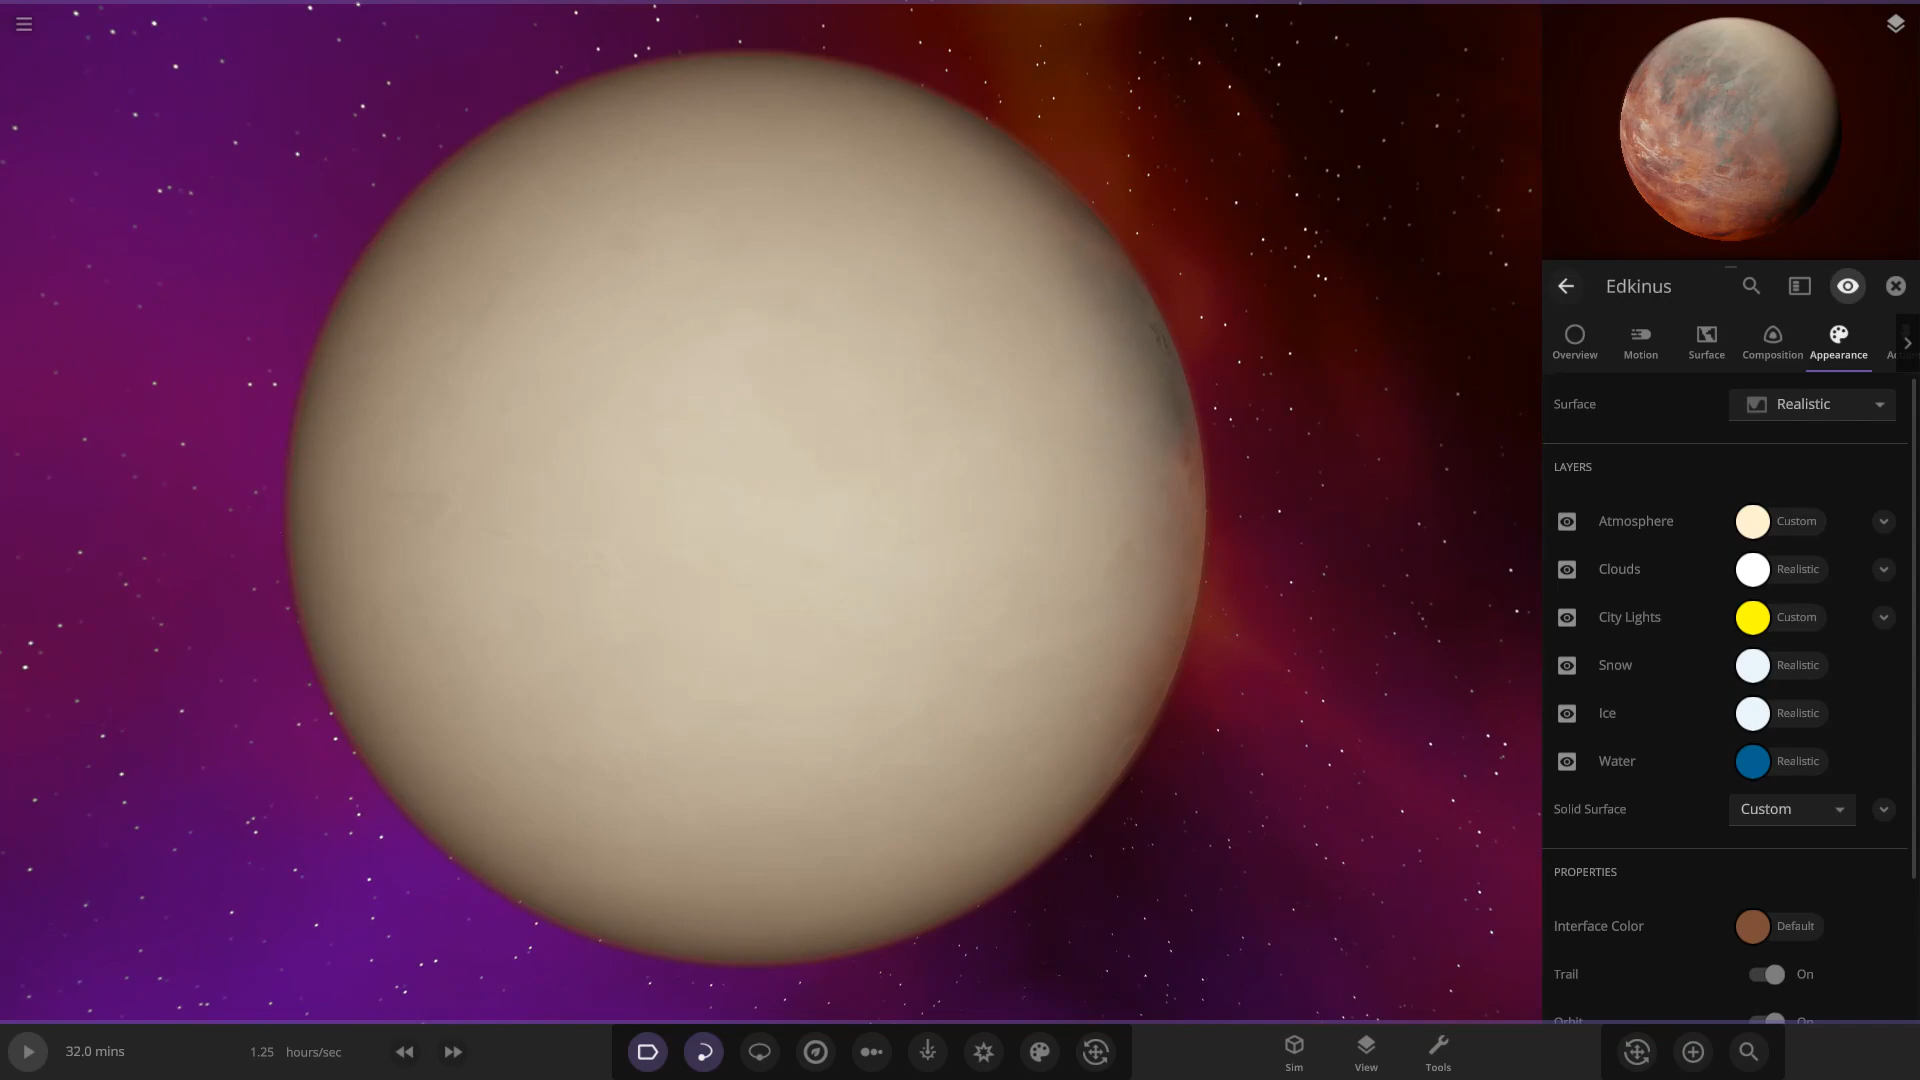 Edkinus
Overview
Motion
Surface
Composition
Appearance
Surface
Realistic
LAYERS
Atmosphere
Custom
Clouds
Realistic
City Lights
Custom
Snow
Realistic
Ice
Realistic
Water
Realistic
Solid Surface
Custom
PROPERTIES
Interface Color
Default
Trail
On
Orbit
On
32.0 mins
1.25 hours/sec
Sim
View
Tools